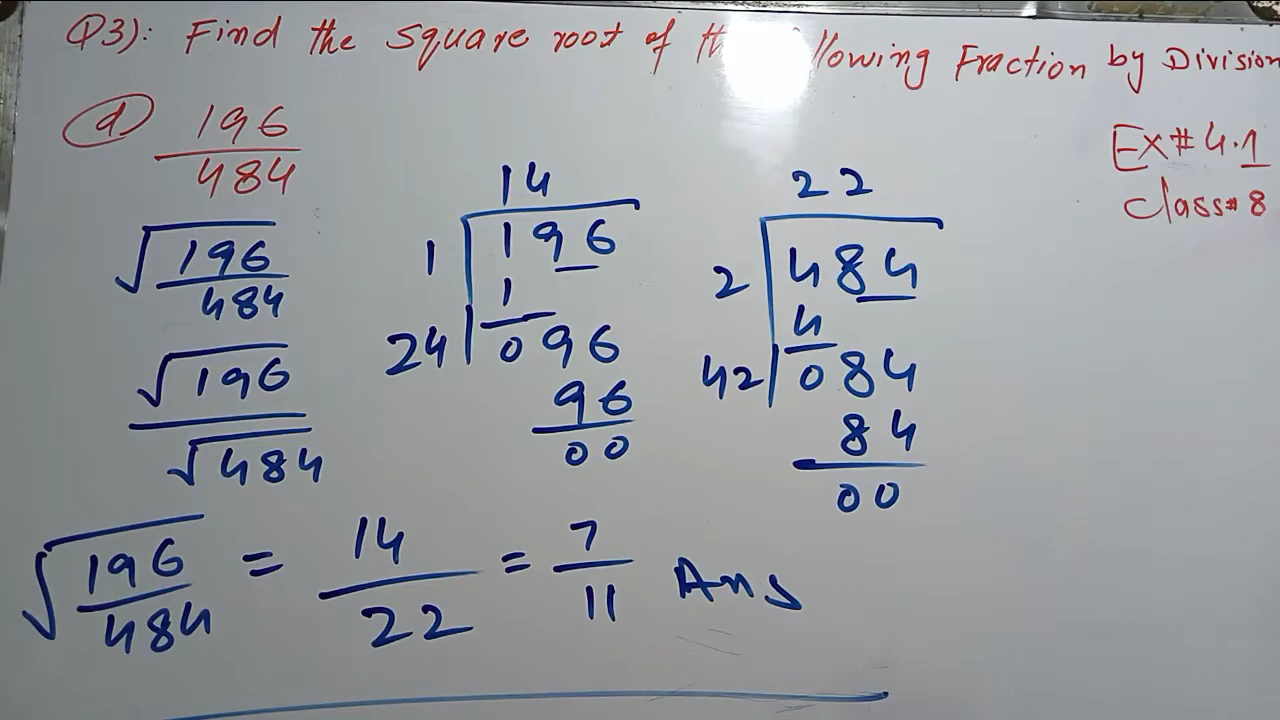 Q3): Find the square root of th llowing Fraction by Division
Ex# 4.1
Class# 8
a) 196/484
√196/484
√196/√484
14
1 | 196
1
24 | 096
96
00
22
2 | 484
4
42 | 084
84
00
√196/484 = 14/22 = 7/11 Ans